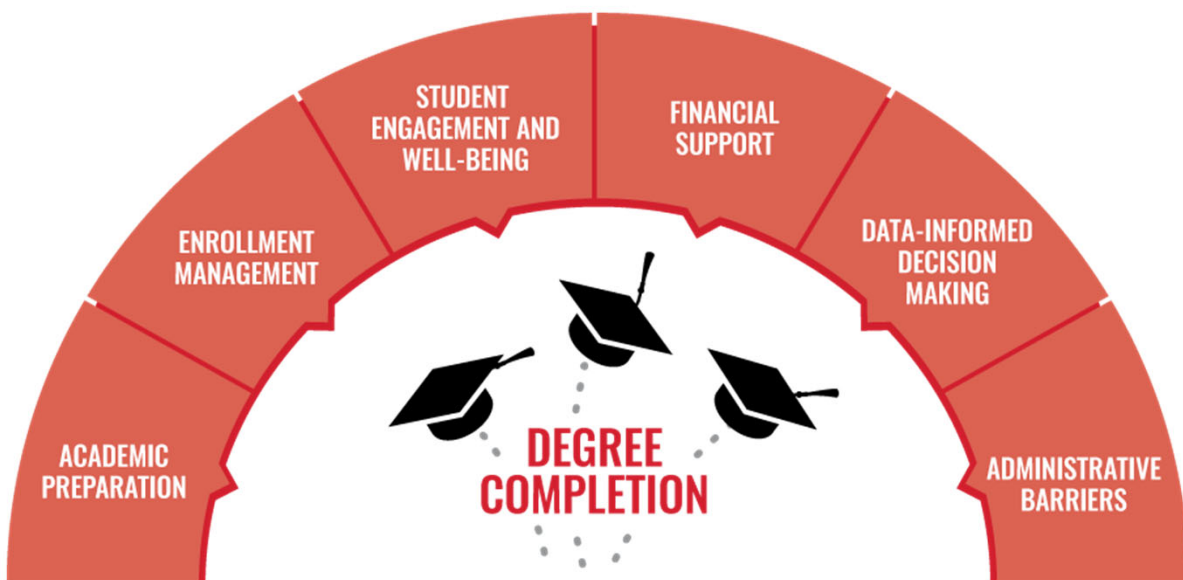 ACADEMIC
PREPARATION
ENROLLMENT
MANAGEMENT
STUDENT
ENGAGEMENT AND
WELL-BEING
FINANCIAL
SUPPORT
DATA-INFORMED
DECISION
MAKING
ADMINISTRATIVE
BARRIERS
DEGREE
COMPLETION